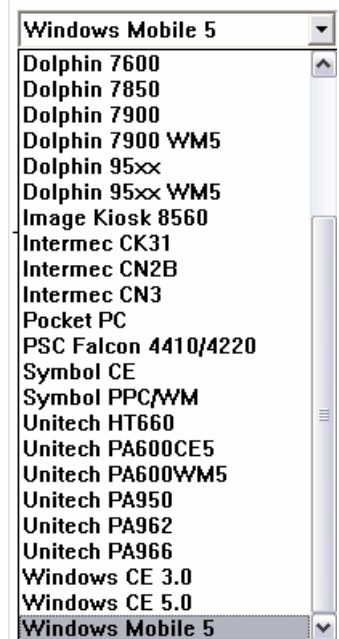 Windows Mobile 5
Dolphin 7600
Dolphin 7850
Dolphin 7900
Dolphin 7900 WM5
Dolphin 95xx
Dolphin 95xx WM5
Image Kiosk 8560
Intermec CK31
Intermec CN2B
Intermec CN3
Pocket PC
PSC Falcon 4410/4220
Symbol CE
Symbol PPC/WM
Unitech HT660
Unitech PA600CE5
Unitech PA600WM5
Unitech PA950
Unitech PA962
Unitech PA966
Windows CE 3.0
Windows CE 5.0
Windows Mobile 5